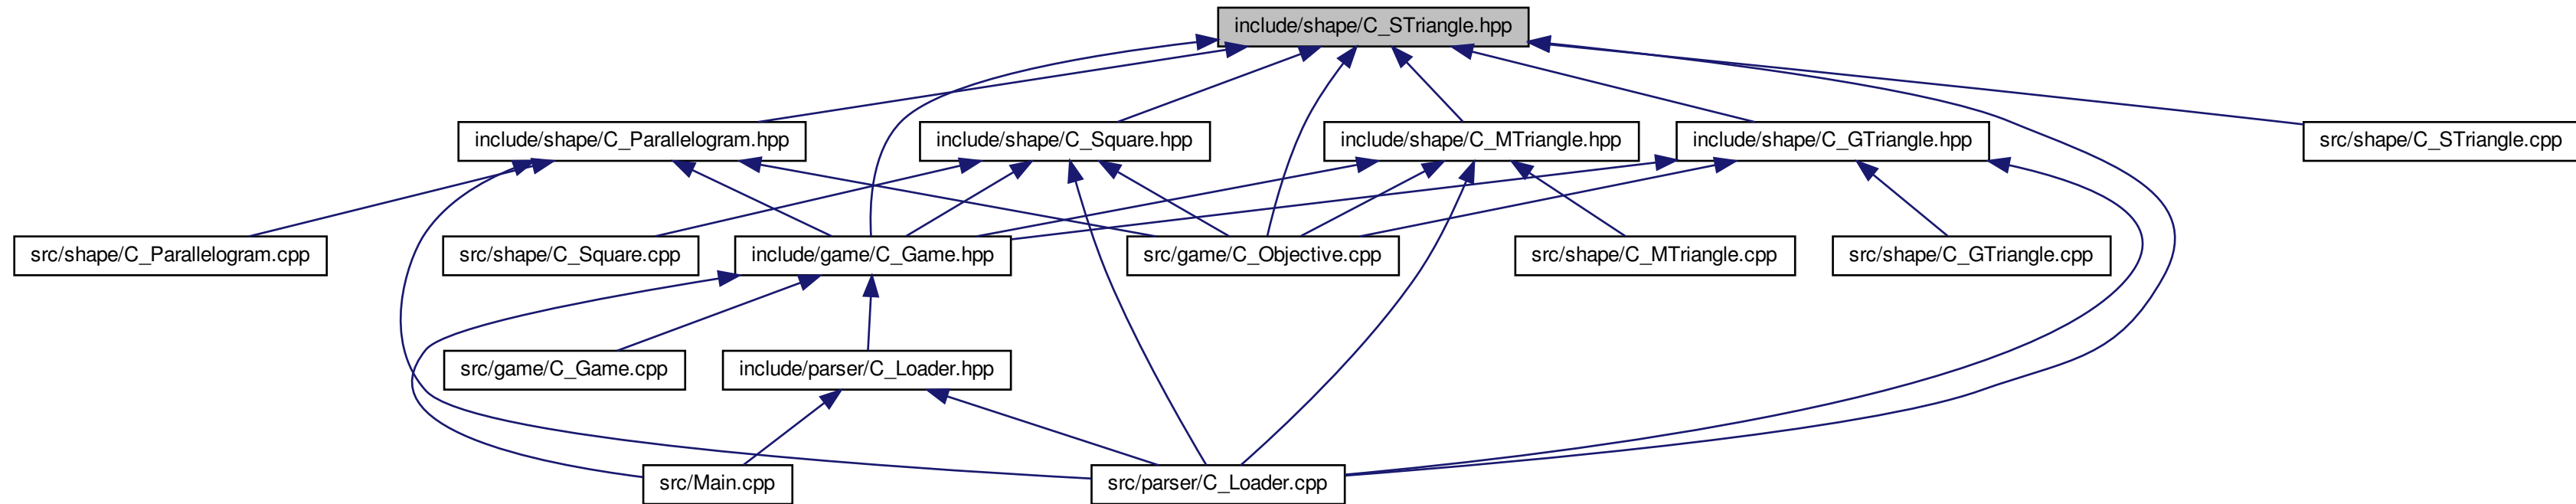 include/shape/C_STriangle.hpp
include/shape/C_Parallelogram.hpp
include/shape/C_Square.hpp
include/shape/C_MTriangle.hpp
include/shape/C_GTriangle.hpp
src/shape/C_STriangle.cpp
src/shape/C_Parallelogram.cpp
src/shape/C_Square.cpp
include/game/C_Game.hpp
src/game/C_Objective.cpp
src/shape/C_MTriangle.cpp
src/shape/C_GTriangle.cpp
src/game/C_Game.cpp
include/parser/C_Loader.hpp
src/Main.cpp
src/parser/C_Loader.cpp